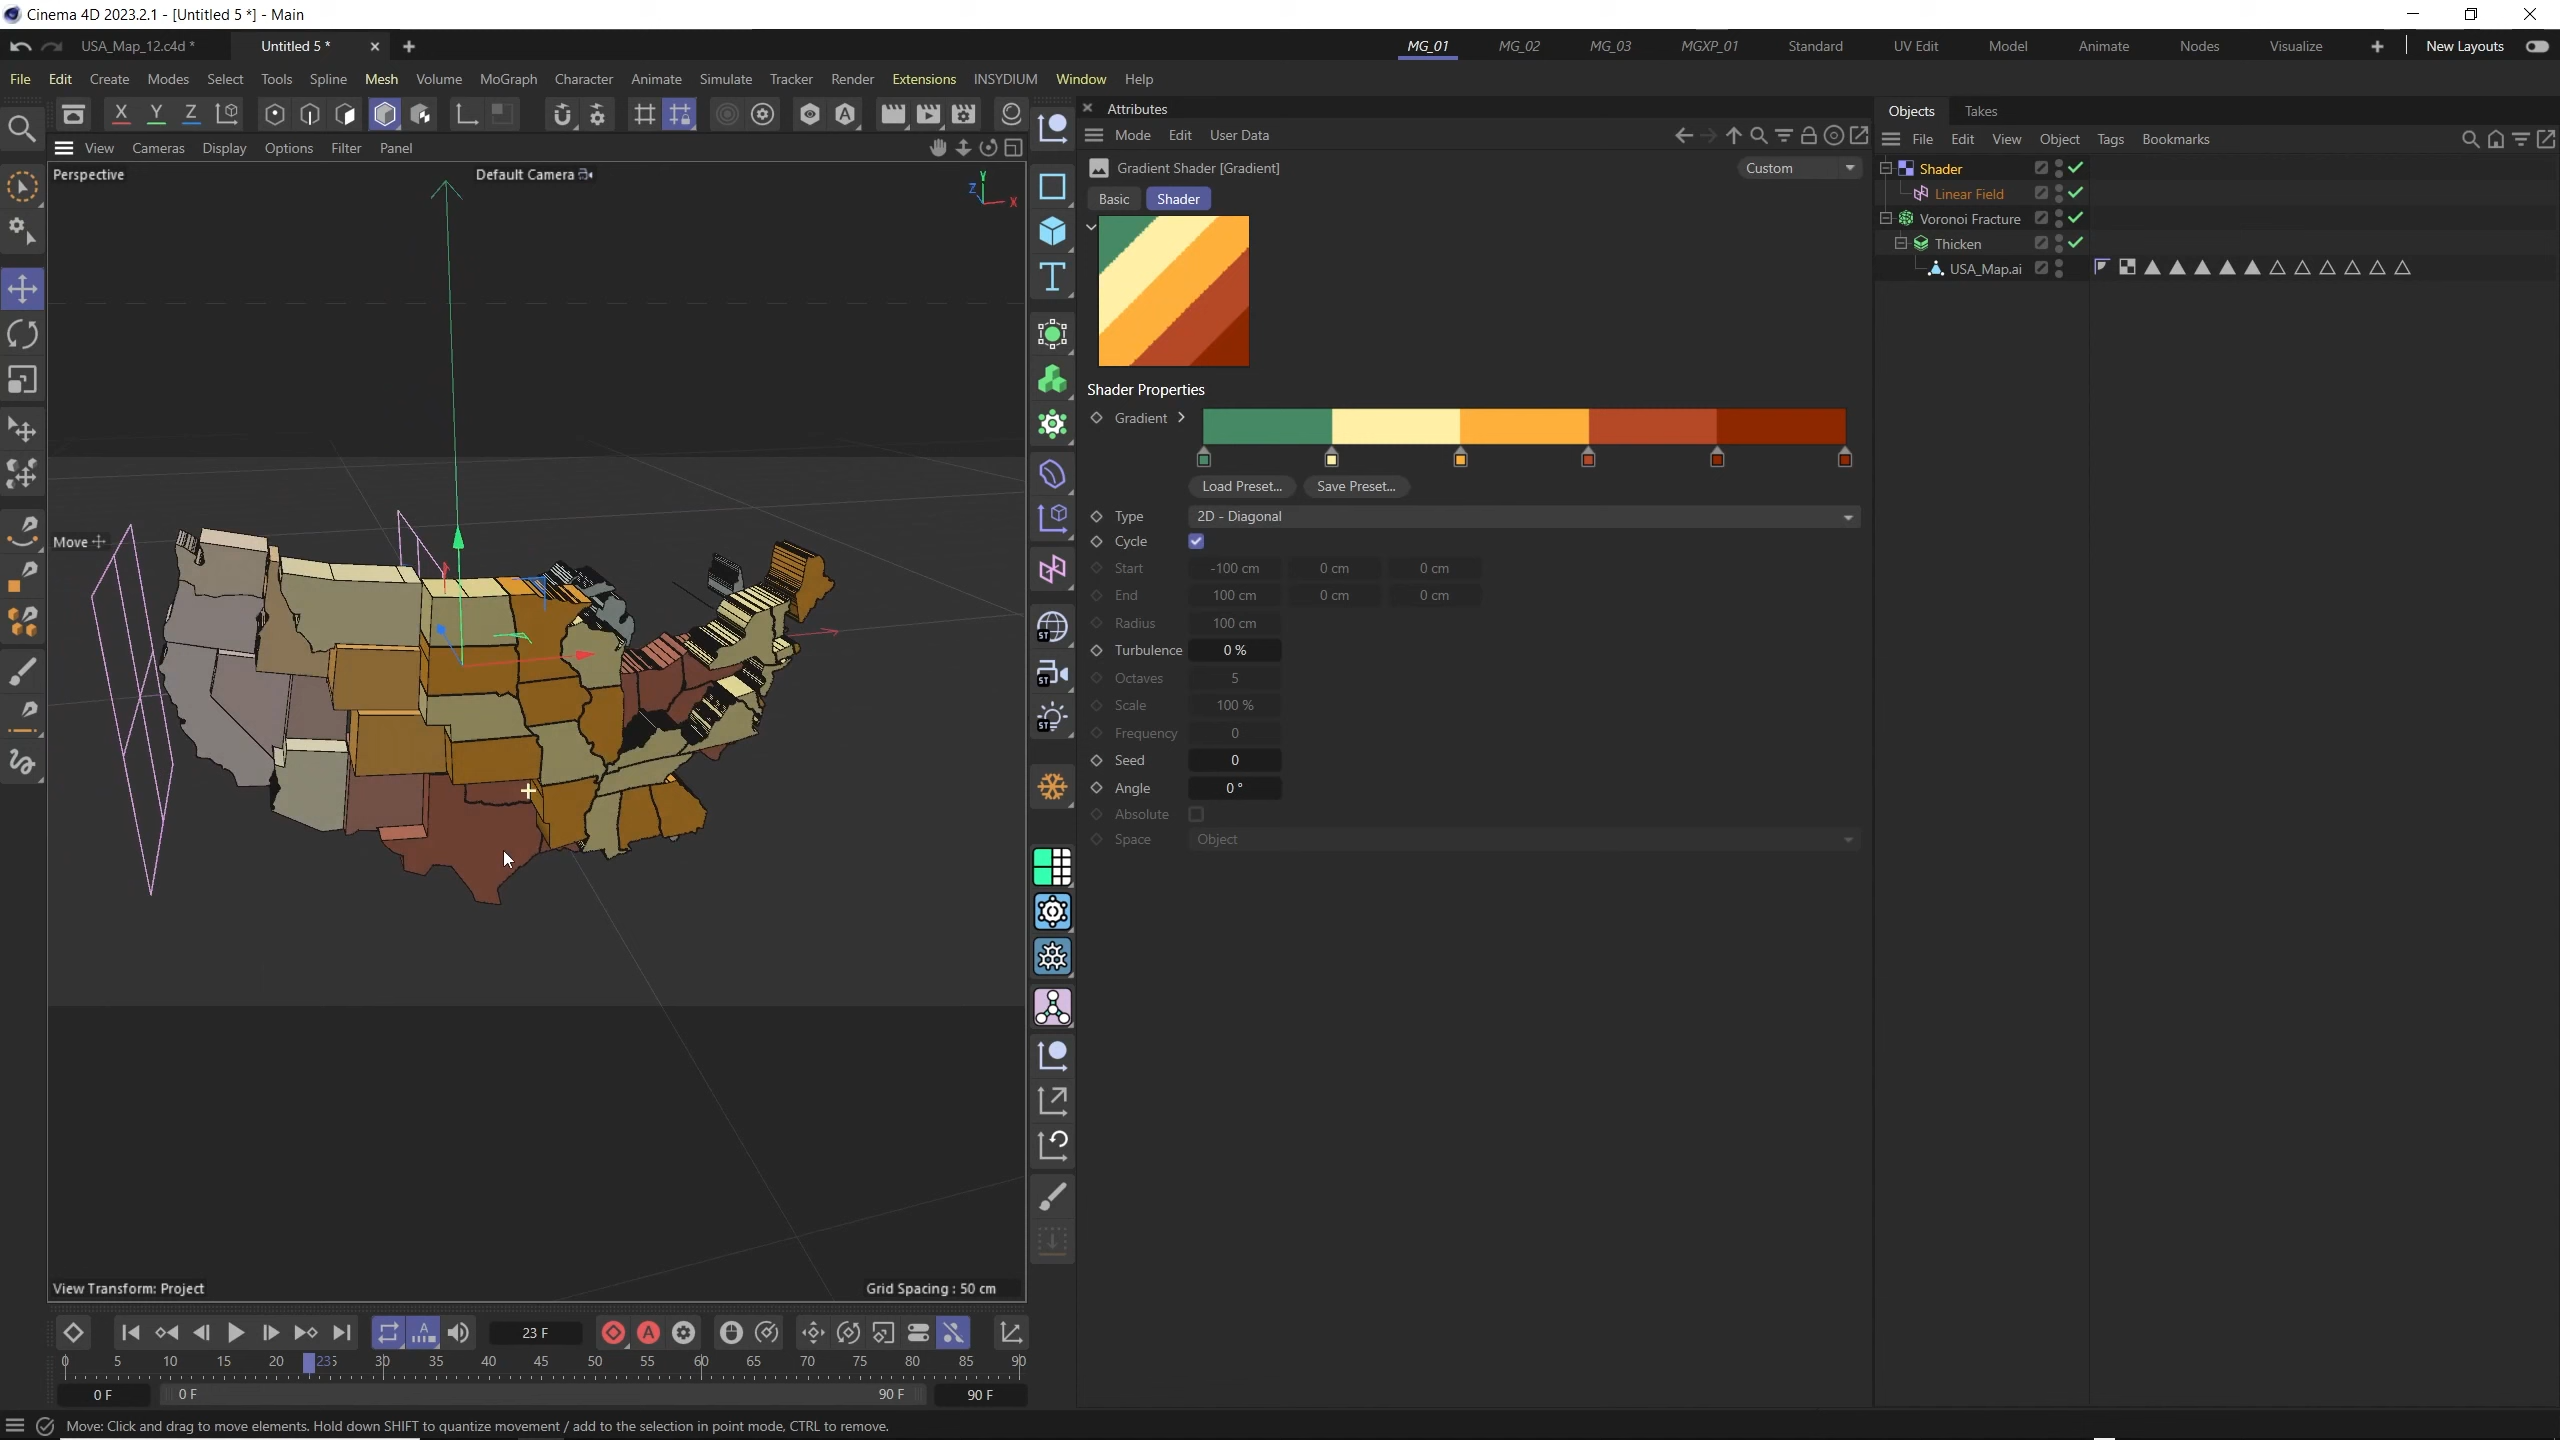 Cinema 4D 2023.2.1 - [Untitled 5 *] - Main
USA_Map_12.c4d *
Untitled 5 *
MG_01
MG_02
MG_03
MGXP_01
Standard
UV Edit
Model
Animate
Nodes
Visualize
New Layouts
File Edit Create Modes Select Tools Spline Mesh Volume MoGraph Character Animate Simulate Tracker Render Extensions INSYDIUM Window Help
X Y Z
View Cameras Display Options Filter Panel
Perspective
Default Camera
Y
Z
X
Move
View Transform: Project
Grid Spacing : 50 cm
23 F
0 5 10 15 20 235 30 35 40 45 50 55 60 65 70 75 80 85 90
0 F
0 F
90 F
90 F
Move: Click and drag to move elements. Hold down SHIFT to quantize movement / add to the selection in point mode, CTRL to remove.
ST
ST
ST
Attributes
Mode Edit User Data
Gradient Shader [Gradient]
Custom
Basic
Shader
Shader Properties
Gradient
Load Preset...
Save Preset...
Type 2D - Diagonal
Cycle
Start -100 cm 0 cm 0 cm
End 100 cm 0 cm 0 cm
Radius 100 cm
Turbulence 0 %
Octaves 5
Scale 100 %
Frequency 0
Seed 0
Angle 0 °
Absolute
Space Object
Objects
Takes
File Edit View Object Tags Bookmarks
Shader
Linear Field
Voronoi Fracture
Thicken
USA_Map.ai